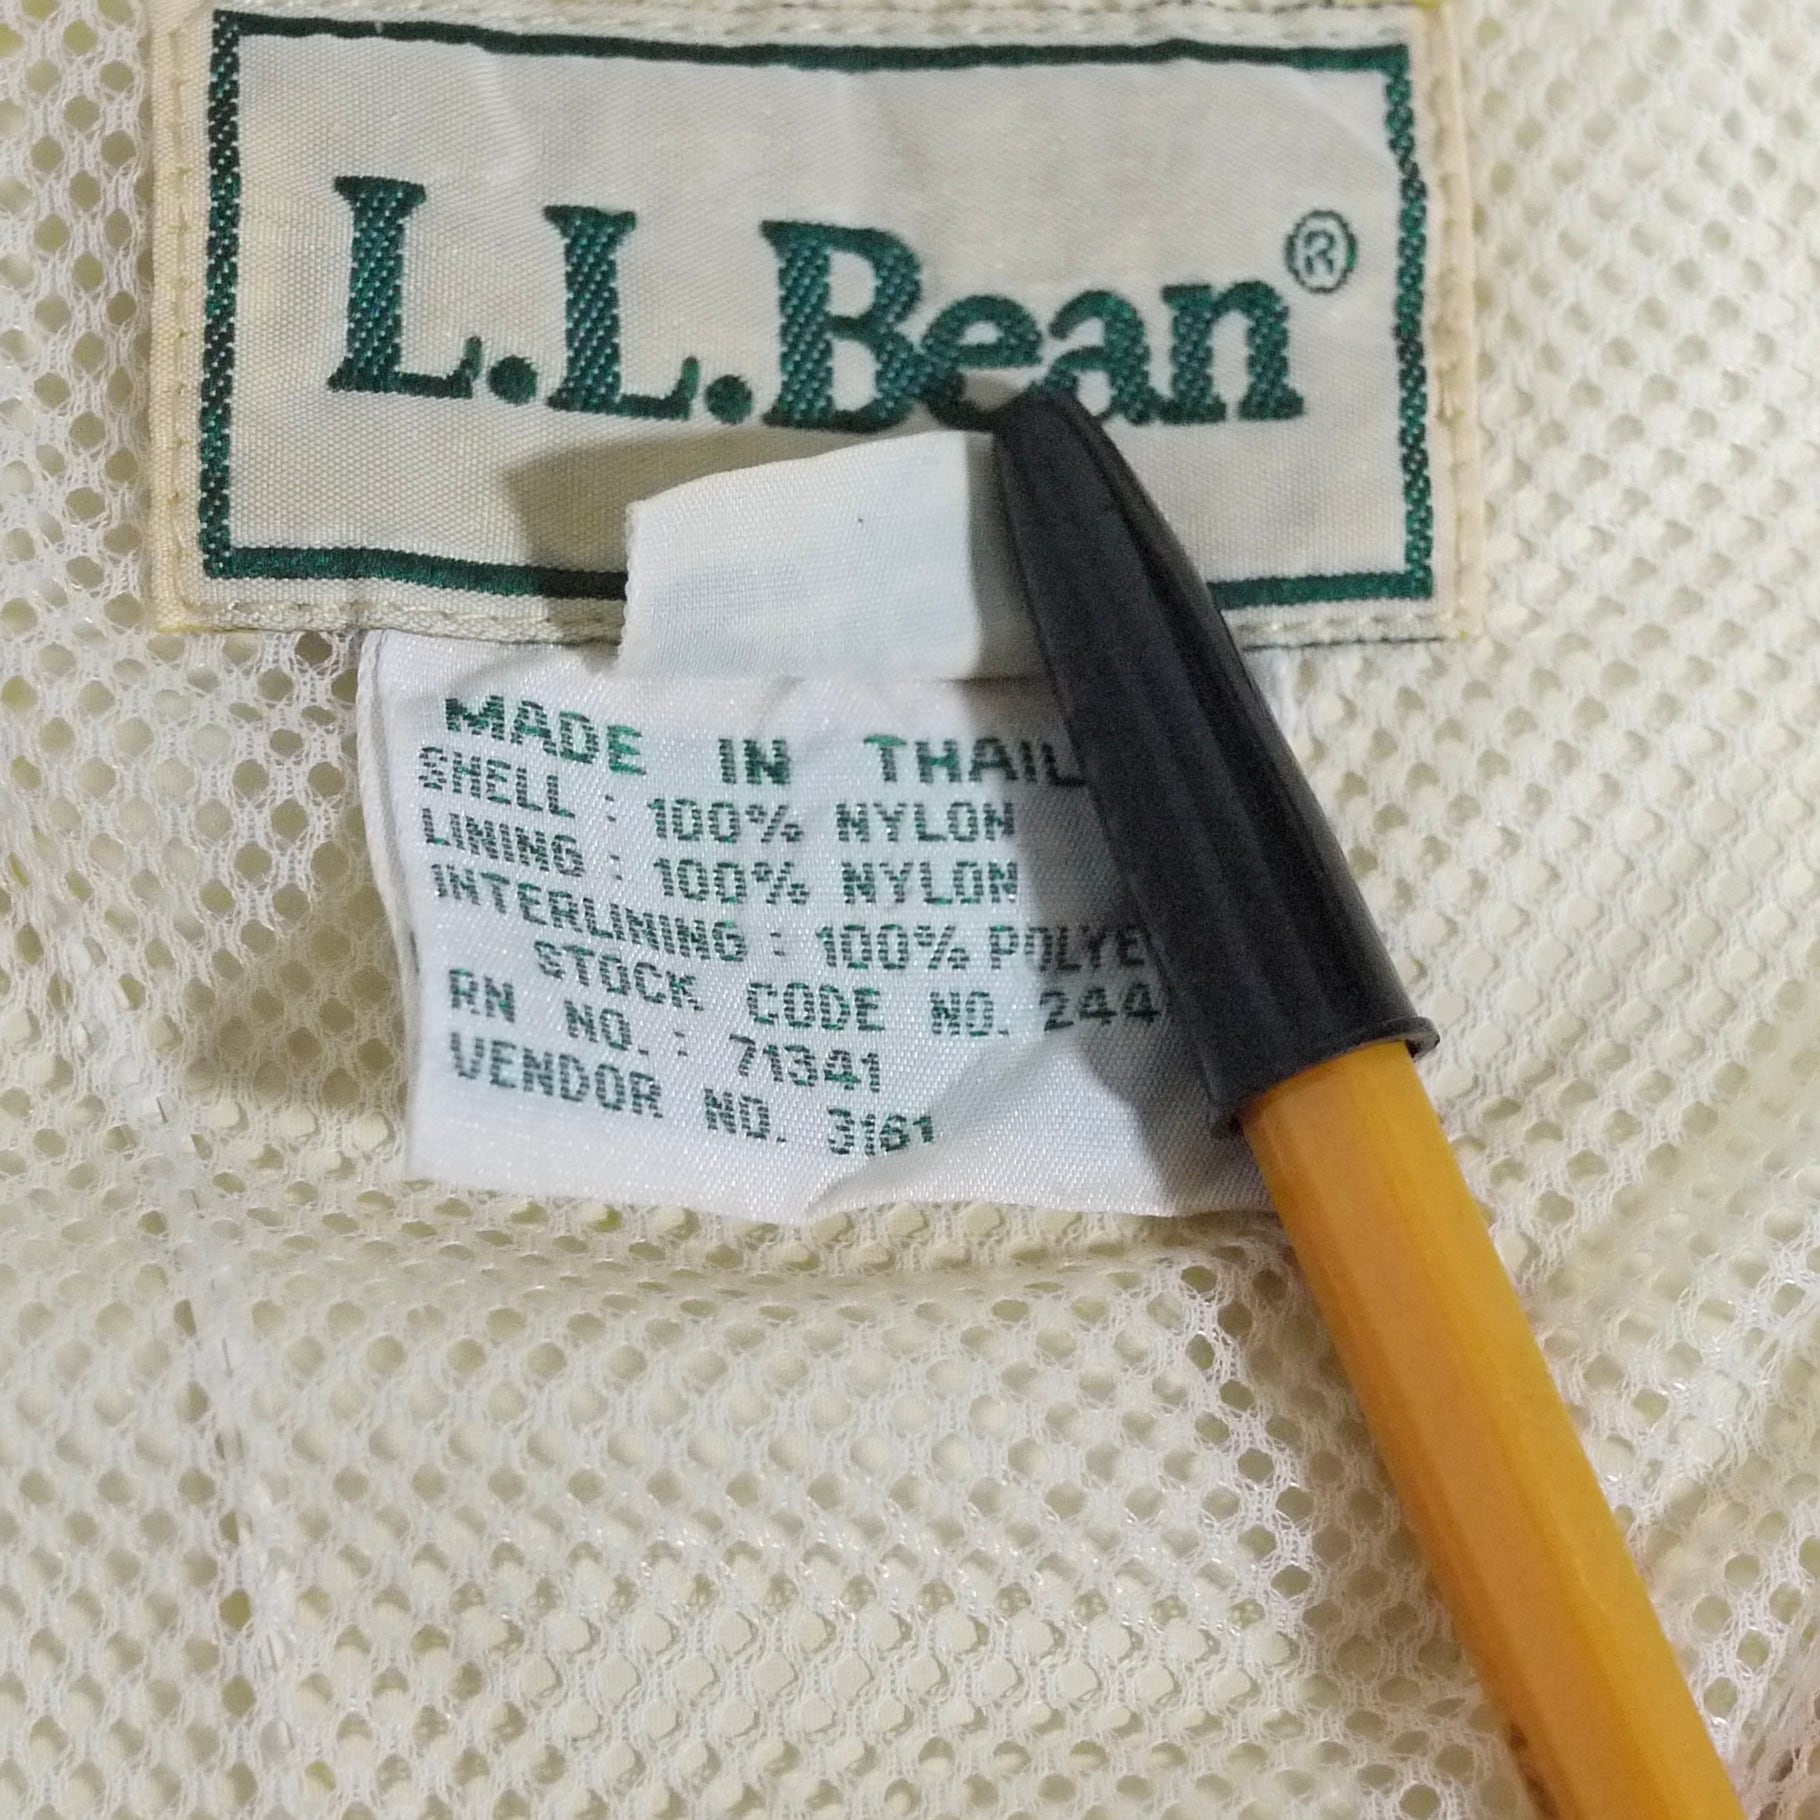 L.L.Bean®
MADE IN THAIL
SHELL : 100% NYLON
LINING : 100% NYLON
INTERLINING : 100% POLYE
STOCK CODE NO. 244
RN NO. : 71341
VENDOR NO. 3161